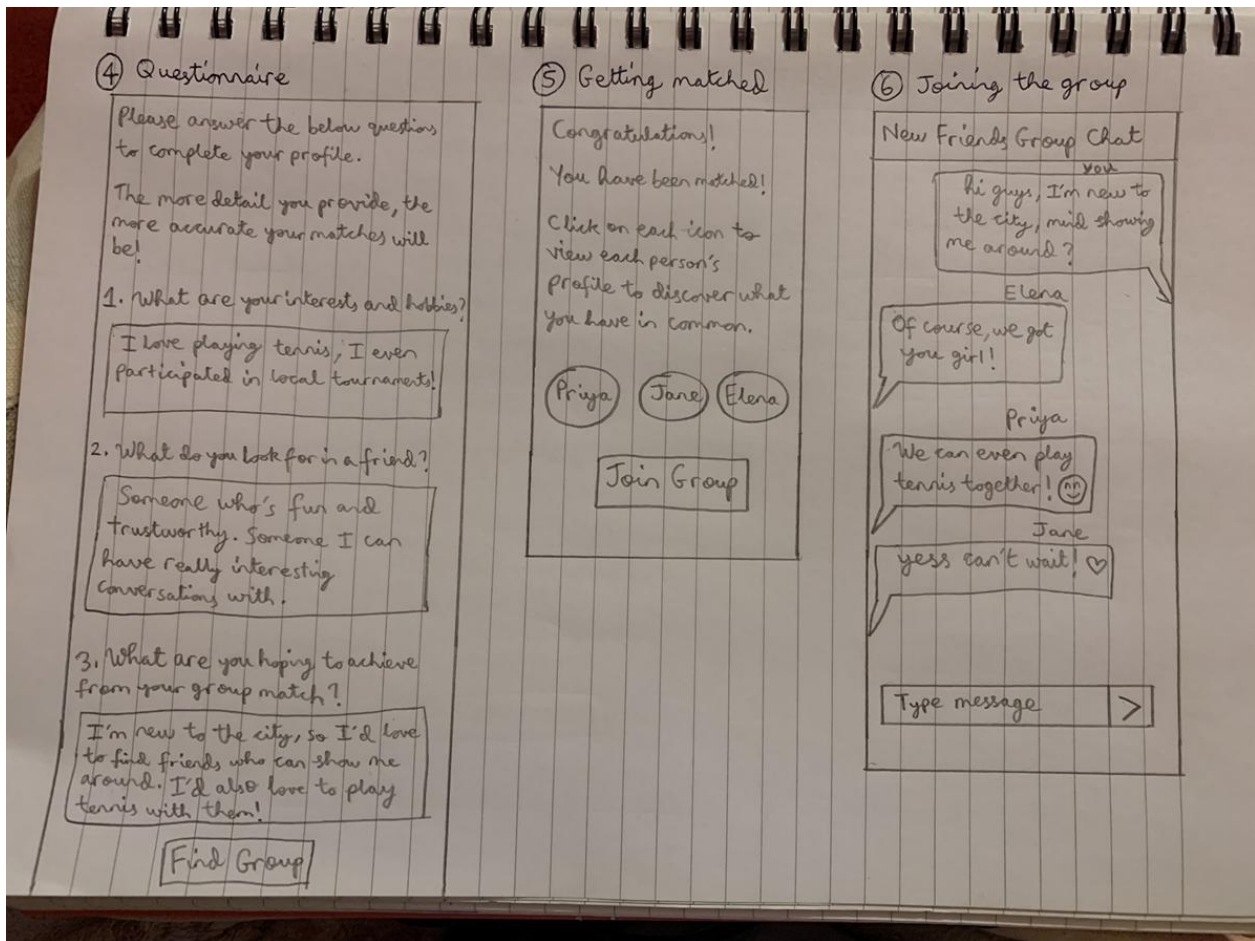 ④ Questionnaire
Please answer the below questions
to complete your profile.
The more detail you provide, the
more accurate your matches will
be!
1. What are your interests and hobbies?
I love playing tennis, I even
participated in local tournaments!
2. What do you look for in a friend?
Someone who's fun and
trustworthy. Someone I can
have really interesting
conversations with.
3. What are you hoping to achieve
from your group match?
I'm new to the city, so I'd love
to find friends who can show me
around. I'd also love to play
tennis with them!
Find Group
⑤ Getting matched
Congratulations!
You have been matched!
Click on each icon to
view each person's
profile to discover what
you have in common.
Priya Jane Elena
Join Group
⑥ Joining the group
New Friends Group Chat
you
hi guys, I'm new to
the city, mind showing
me around?
Elena
Of course, we got
you girl!
Priya
We can even play
tennis together!
Jane
yess can't wait! ♡
Type message >